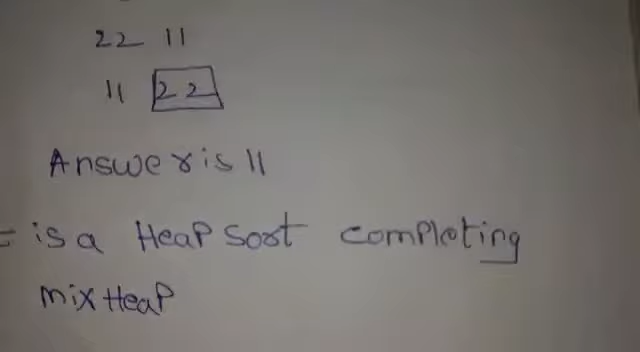 22 11
11 22
Answer is 11
= is a Heap Sort completing
mix Heap